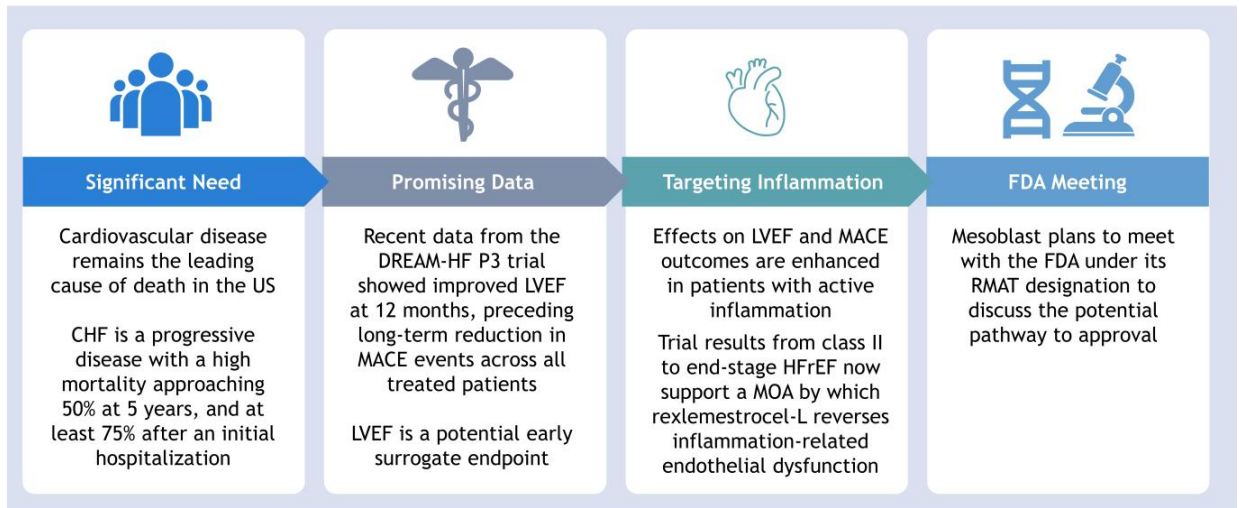 Significant Need
Cardiovascular disease
remains the leading
cause of death in the US
CHF is a progressive
disease with a high
mortality approaching
50% at 5 years, and at
least 75% after an initial
hospitalization
Promising Data
Recent data from the
DREAM-HF P3 trial
showed improved LVEF
at 12 months, preceding
long-term reduction in
MACE events across all
treated patients
LVEF is a potential early
surrogate endpoint
Targeting Inflammation
Effects on LVEF and MACE
outcomes are enhanced
in patients with active
inflammation
Trial results from class II
to end-stage HFrEF now
support a MOA by which
rexlemestrocel-L reverses
inflammation-related
endothelial dysfunction
FDA Meeting
Mesoblast plans to meet
with the FDA under its
RMAT designation to
discuss the potential
pathway to approval